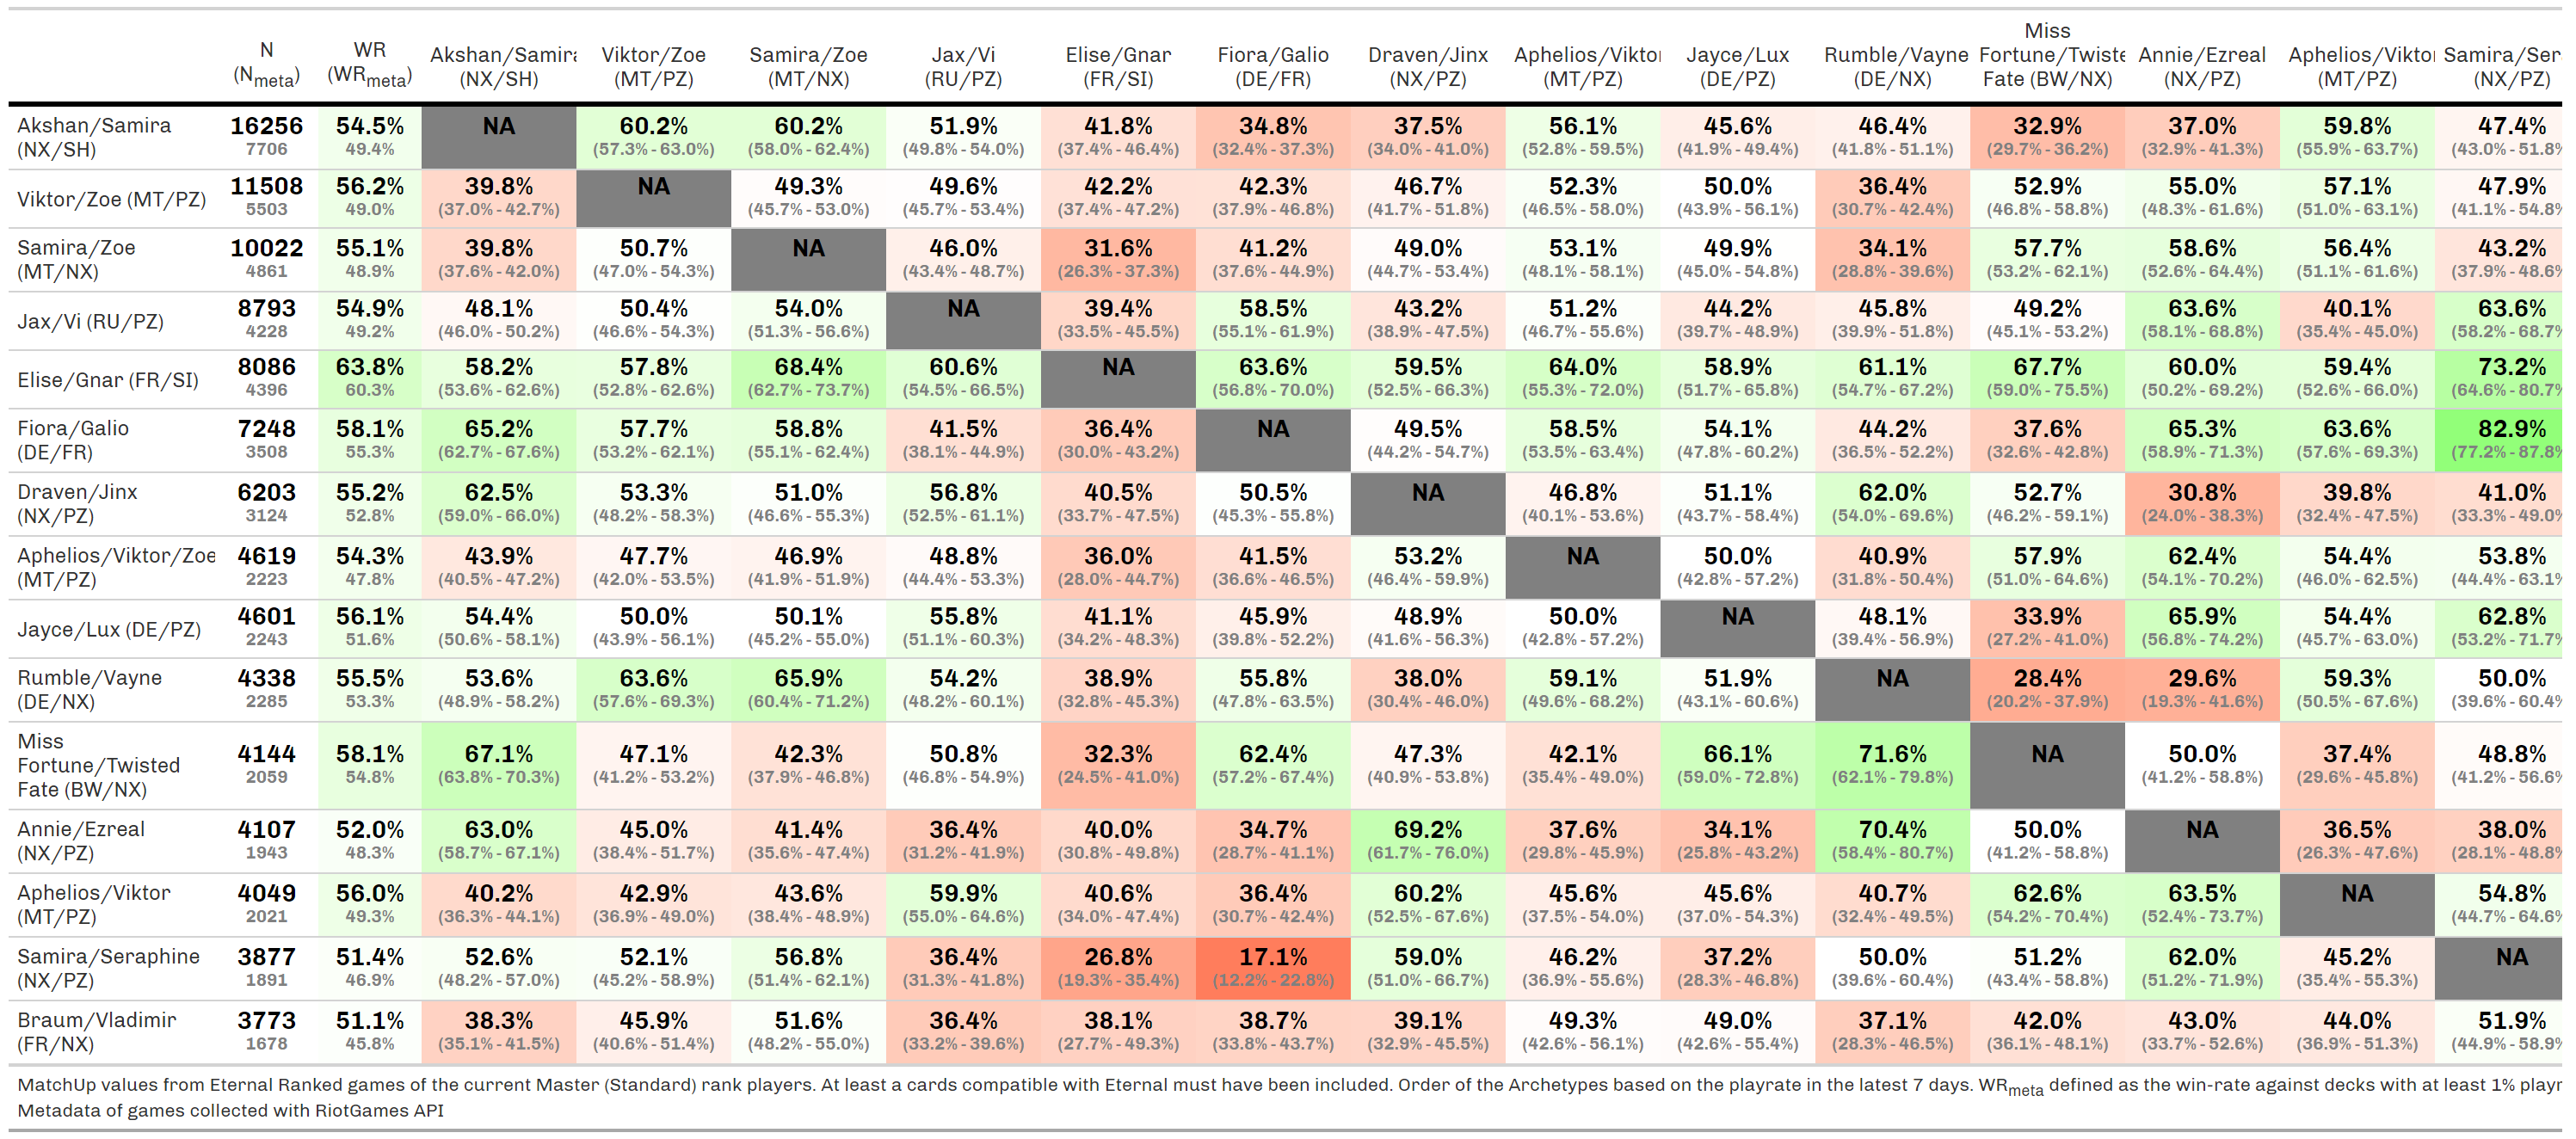 Miss
N WR Akshan/Samira Viktor/Zoe Samira/Zoe Jax/Vi Elise/Gnar Fiora/Galio Draven/Jinx Aphelios/Viktor Jayce/Lux Rumble/Vayne Fortune/Twiste Annie/Ezreal Aphelios/Viktor Samira/Ser
(Nmeta) (WRmeta) (NX/SH) (MT/PZ) (MT/NX) (RU/PZ) (FR/SI) (DE/FR) (NX/PZ) (MT/PZ) (DE/PZ) (DE/NX) Fate (BW/NX) (NX/PZ) (MT/PZ) (NX/PZ)
Akshan/Samira 16256 54.5% NA 60.2% 60.2% 51.9% 41.8% 34.8% 37.5% 56.1% 45.6% 46.4% 32.9% 37.0% 59.8% 47.4%
(NX/SH) 7706 49.4% (57.3% - 63.0%) (58.0% - 62.4%) (49.8% - 54.0%) (37.4% - 46.4%) (32.4% - 37.3%) (34.0% - 41.0%) (52.8% - 59.5%) (41.9% - 49.4%) (41.8% - 51.1%) (29.7% - 36.2%) (32.9% - 41.3%) (55.9% - 63.7%) (43.0% - 51.8%
Viktor/Zoe (MT/PZ) 11508 56.2% 39.8% NA 49.3% 49.6% 42.2% 42.3% 46.7% 52.3% 50.0% 36.4% 52.9% 55.0% 57.1% 47.9%
5503 49.0% (37.0% - 42.7%) (45.7% - 53.0%) (45.7% - 53.4%) (37.4% - 47.2%) (37.9% - 46.8%) (41.7% - 51.8%) (46.5% - 58.0%) (43.9% - 56.1%) (30.7% - 42.4%) (46.8% - 58.8%) (48.3% - 61.6%) (51.0% - 63.1%) (41.1% - 54.8%
Samira/Zoe 10022 55.1% 39.8% 50.7% NA 46.0% 31.6% 41.2% 49.0% 53.1% 49.9% 34.1% 57.7% 58.6% 56.4% 43.2%
(MT/NX) 4861 48.9% (37.6% - 42.0%) (47.0% - 54.3%) (43.4% - 48.7%) (26.3% - 37.3%) (37.6% - 44.9%) (44.7% - 53.4%) (48.1% - 58.1%) (45.0% - 54.8%) (28.8% - 39.6%) (53.2% - 62.1%) (52.6% - 64.4%) (51.1% - 61.6%) (37.9% - 48.6%
Jax/Vi (RU/PZ) 8793 54.9% 48.1% 50.4% 54.0% NA 39.4% 58.5% 43.2% 51.2% 44.2% 45.8% 49.2% 63.6% 40.1% 63.6%
4228 49.2% (46.0% - 50.2%) (46.6% - 54.3%) (51.3% - 56.6%) (33.5% - 45.5%) (55.1% - 61.9%) (38.9% - 47.5%) (46.7% - 55.6%) (39.7% - 48.9%) (39.9% - 51.8%) (45.1% - 53.2%) (58.1% - 68.8%) (35.4% - 45.0%) (58.2% - 68.7%
Elise/Gnar (FR/SI) 8086 63.8% 58.2% 57.8% 68.4% 60.6% NA 63.6% 59.5% 64.0% 58.9% 61.1% 67.7% 60.0% 59.4% 73.2%
4396 60.3% (53.6% - 62.6%) (52.8% - 62.6%) (62.7% - 73.7%) (54.5% - 66.5%) (56.8% - 70.0%) (52.5% - 66.3%) (55.3% - 72.0%) (51.7% - 65.8%) (54.7% - 67.2%) (59.0% - 75.5%) (50.2% - 69.2%) (52.6% - 66.0%) (64.6% - 80.7%
Fiora/Galio 7248 58.1% 65.2% 57.7% 58.8% 41.5% 36.4% NA 49.5% 58.5% 54.1% 44.2% 37.6% 65.3% 63.6% 82.9%
(DE/FR) 3508 55.3% (62.7% - 67.6%) (53.2% - 62.1%) (55.1% - 62.4%) (38.1% - 44.9%) (30.0% - 43.2%) (44.2% - 54.7%) (53.5% - 63.4%) (47.8% - 60.2%) (36.5% - 52.2%) (32.6% - 42.8%) (58.9% - 71.3%) (57.6% - 69.3%) (77.2% - 87.8%
Draven/Jinx 6203 55.2% 62.5% 53.3% 51.0% 56.8% 40.5% 50.5% NA 46.8% 51.1% 62.0% 52.7% 30.8% 39.8% 41.0%
(NX/PZ) 3124 52.8% (59.0% - 66.0%) (48.2% - 58.3%) (46.6% - 55.3%) (52.5% - 61.1%) (33.7% - 47.5%) (45.3% - 55.8%) (40.1% - 53.6%) (43.7% - 58.4%) (54.0% - 69.6%) (46.2% - 59.1%) (24.0% - 38.3%) (32.4% - 47.5%) (33.3% - 49.0%
Aphelios/Viktor/Zoe 4619 54.3% 43.9% 47.7% 46.9% 48.8% 36.0% 41.5% 53.2% NA 50.0% 40.9% 57.9% 62.4% 54.4% 53.8%
(MT/PZ) 2223 47.8% (40.5% - 47.2%) (42.0% - 53.5%) (41.9% - 51.9%) (44.4% - 53.3%) (28.0% - 44.7%) (36.6% - 46.5%) (46.4% - 59.9%) (42.8% - 57.2%) (31.8% - 50.4%) (51.0% - 64.6%) (54.1% - 70.2%) (46.0% - 62.5%) (44.4% - 63.1%
Jayce/Lux (DE/PZ) 4601 56.1% 54.4% 50.0% 50.1% 55.8% 41.1% 45.9% 48.9% 50.0% NA 48.1% 33.9% 65.9% 54.4% 62.8%
2243 51.6% (50.6% - 58.1%) (43.9% - 56.1%) (45.2% - 55.0%) (51.1% - 60.3%) (34.2% - 48.3%) (39.8% - 52.2%) (41.6% - 56.3%) (42.8% - 57.2%) (39.4% - 56.9%) (27.2% - 41.0%) (56.8% - 74.2%) (45.7% - 63.0%) (53.2% - 71.7%
Rumble/Vayne 4338 55.5% 53.6% 63.6% 65.9% 54.2% 38.9% 55.8% 38.0% 59.1% 51.9% NA 28.4% 29.6% 59.3% 50.0%
(DE/NX) 2285 53.3% (48.9% - 58.2%) (57.6% - 69.3%) (60.4% - 71.2%) (48.2% - 60.1%) (32.8% - 45.3%) (47.8% - 63.5%) (30.4% - 46.0%) (49.6% - 68.2%) (43.1% - 60.6%) (20.2% - 37.9%) (19.3% - 41.6%) (50.5% - 67.6%) (39.6% - 60.4%
Miss
Fortune/Twisted 4144 58.1% 67.1% 47.1% 42.3% 50.8% 32.3% 62.4% 47.3% 42.1% 66.1% 71.6% NA 50.0% 37.4% 48.8%
Fate (BW/NX) 2059 54.8% (63.8% - 70.3%) (41.2% - 53.2%) (37.9% - 46.8%) (46.8% - 54.9%) (24.5% - 41.0%) (57.2% - 67.4%) (40.9% - 53.8%) (35.4% - 49.0%) (59.0% - 72.8%) (62.1% - 79.8%) (41.2% - 58.8%) (29.6% - 45.8%) (41.2% - 56.6%
Annie/Ezreal 4107 52.0% 63.0% 45.0% 41.4% 36.4% 40.0% 34.7% 69.2% 37.6% 34.1% 70.4% 50.0% NA 36.5% 38.0%
(NX/PZ) 1943 48.3% (58.7% - 67.1%) (38.4% - 51.7%) (35.6% - 47.4%) (31.2% - 41.9%) (30.8% - 49.8%) (28.7% - 41.1%) (61.7% - 76.0%) (29.8% - 45.9%) (25.8% - 43.2%) (58.4% - 80.7%) (41.2% - 58.8%) (26.3% - 47.6%) (28.1% - 48.8%
Aphelios/Viktor 4049 56.0% 40.2% 42.9% 43.6% 59.9% 40.6% 36.4% 60.2% 45.6% 45.6% 40.7% 62.6% 63.5% NA 54.8%
(MT/PZ) 2021 49.3% (36.3% - 44.1%) (36.9% - 49.0%) (38.4% - 48.9%) (55.0% - 64.6%) (34.0% - 47.4%) (30.7% - 42.4%) (52.5% - 67.6%) (37.5% - 54.0%) (37.0% - 54.3%) (32.4% - 49.5%) (54.2% - 70.4%) (52.4% - 73.7%) (44.7% - 64.6%
Samira/Seraphine 3877 51.4% 52.6% 52.1% 56.8% 36.4% 26.8% 17.1% 59.0% 46.2% 37.2% 50.0% 51.2% 62.0% 45.2% NA
(NX/PZ) 1891 46.9% (48.2% - 57.0%) (45.2% - 58.9%) (51.4% - 62.1%) (31.3% - 41.8%) (19.3% - 35.4%) (12.2% - 22.8%) (51.0% - 66.7%) (36.9% - 55.6%) (28.3% - 46.8%) (39.6% - 60.4%) (43.4% - 58.8%) (51.2% - 71.9%) (35.4% - 55.3%)
Braum/Vladimir 3773 51.1% 38.3% 45.9% 51.6% 36.4% 38.1% 38.7% 39.1% 49.3% 49.0% 37.1% 42.0% 43.0% 44.0% 51.9%
(FR/NX) 1678 45.8% (35.1% - 41.5%) (40.6% - 51.4%) (48.2% - 55.0%) (33.2% - 39.6%) (27.7% - 49.3%) (33.8% - 43.7%) (32.9% - 45.5%) (42.6% - 56.1%) (42.6% - 55.4%) (28.3% - 46.5%) (36.1% - 48.1%) (33.7% - 52.6%) (36.9% - 51.3%) (44.9% - 58.9%
MatchUp values from Eternal Ranked games of the current Master (Standard) rank players. At least a cards compatible with Eternal must have been included. Order of the Archetypes based on the playrate in the latest 7 days. WRmeta defined as the win-rate against decks with at least 1% playr
Metadata of games collected with RiotGames API